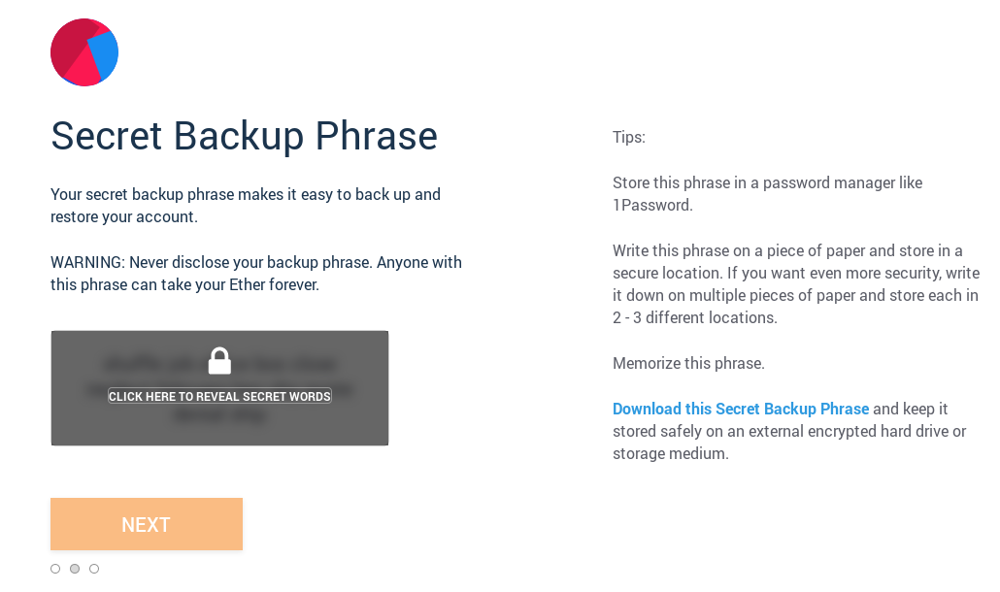 Secret Backup Phrase
Your secret backup phrase makes it easy to back up and
restore your account.
WARNING: Never disclose your backup phrase. Anyone with
this phrase can take your Ether forever.
CLICK HERE TO REVEAL SECRET WORDS
NEXT
Tips:
Store this phrase in a password manager like
1Password.
Write this phrase on a piece of paper and store in a
secure location. If you want even more security, write
it down on multiple pieces of paper and store each in
2 - 3 different locations.
Memorize this phrase.
Download this Secret Backup Phrase and keep it
stored safely on an external encrypted hard drive or
storage medium.